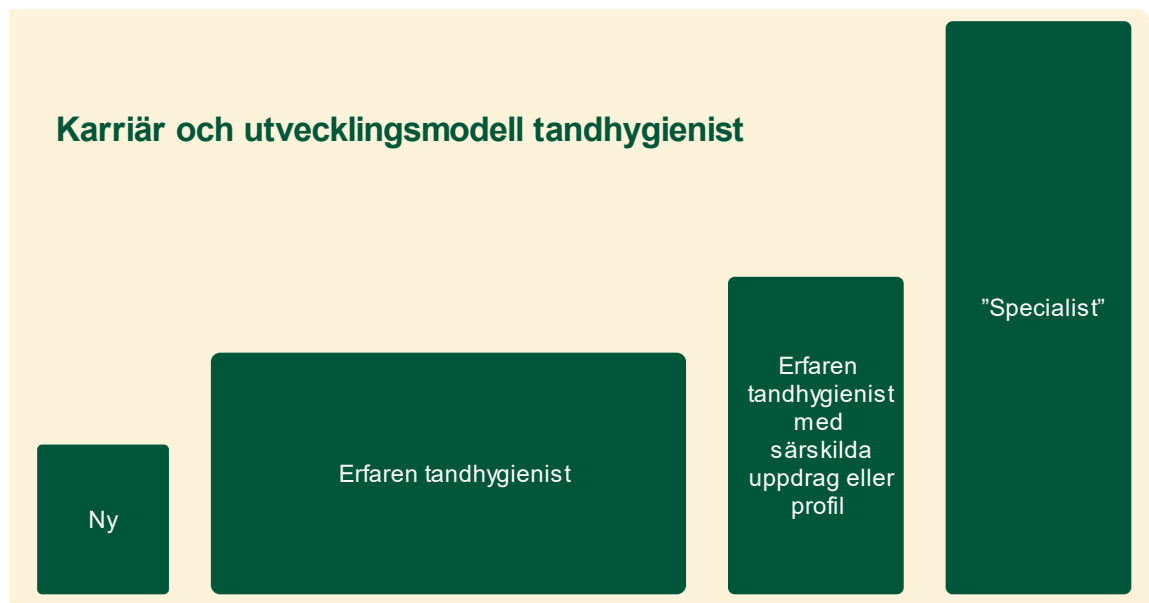 Karriär och utvecklingsmodell tandhygienist
Ny
Erfaren tandhygienist
Erfaren
tandhygienist
med
särskilda
uppdrag eller
profil
”Specialist”